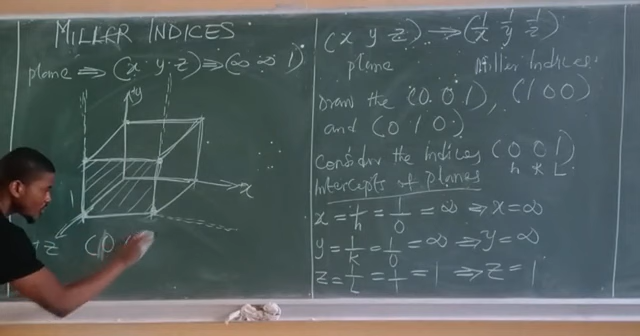 MILLER INDICES
plane ⇒ (x y z) ⇒ (∞ ∞ 1)
y
x
1
+z (0
(x y z) → (1/x 1/y 1/z)
plane Miller Indices
Draw the (0 0 1), (1 0 0)
and (0 1 0)
Consider the Indices (0 0 1)
h k L
Intercepts of planes
x = 1/h = 1/0 = ∞ ⇒ x = ∞
y = 1/k = 1/0 = ∞ ⇒ y = ∞
z = 1/L = 1/1 = 1 ⇒ z = 1